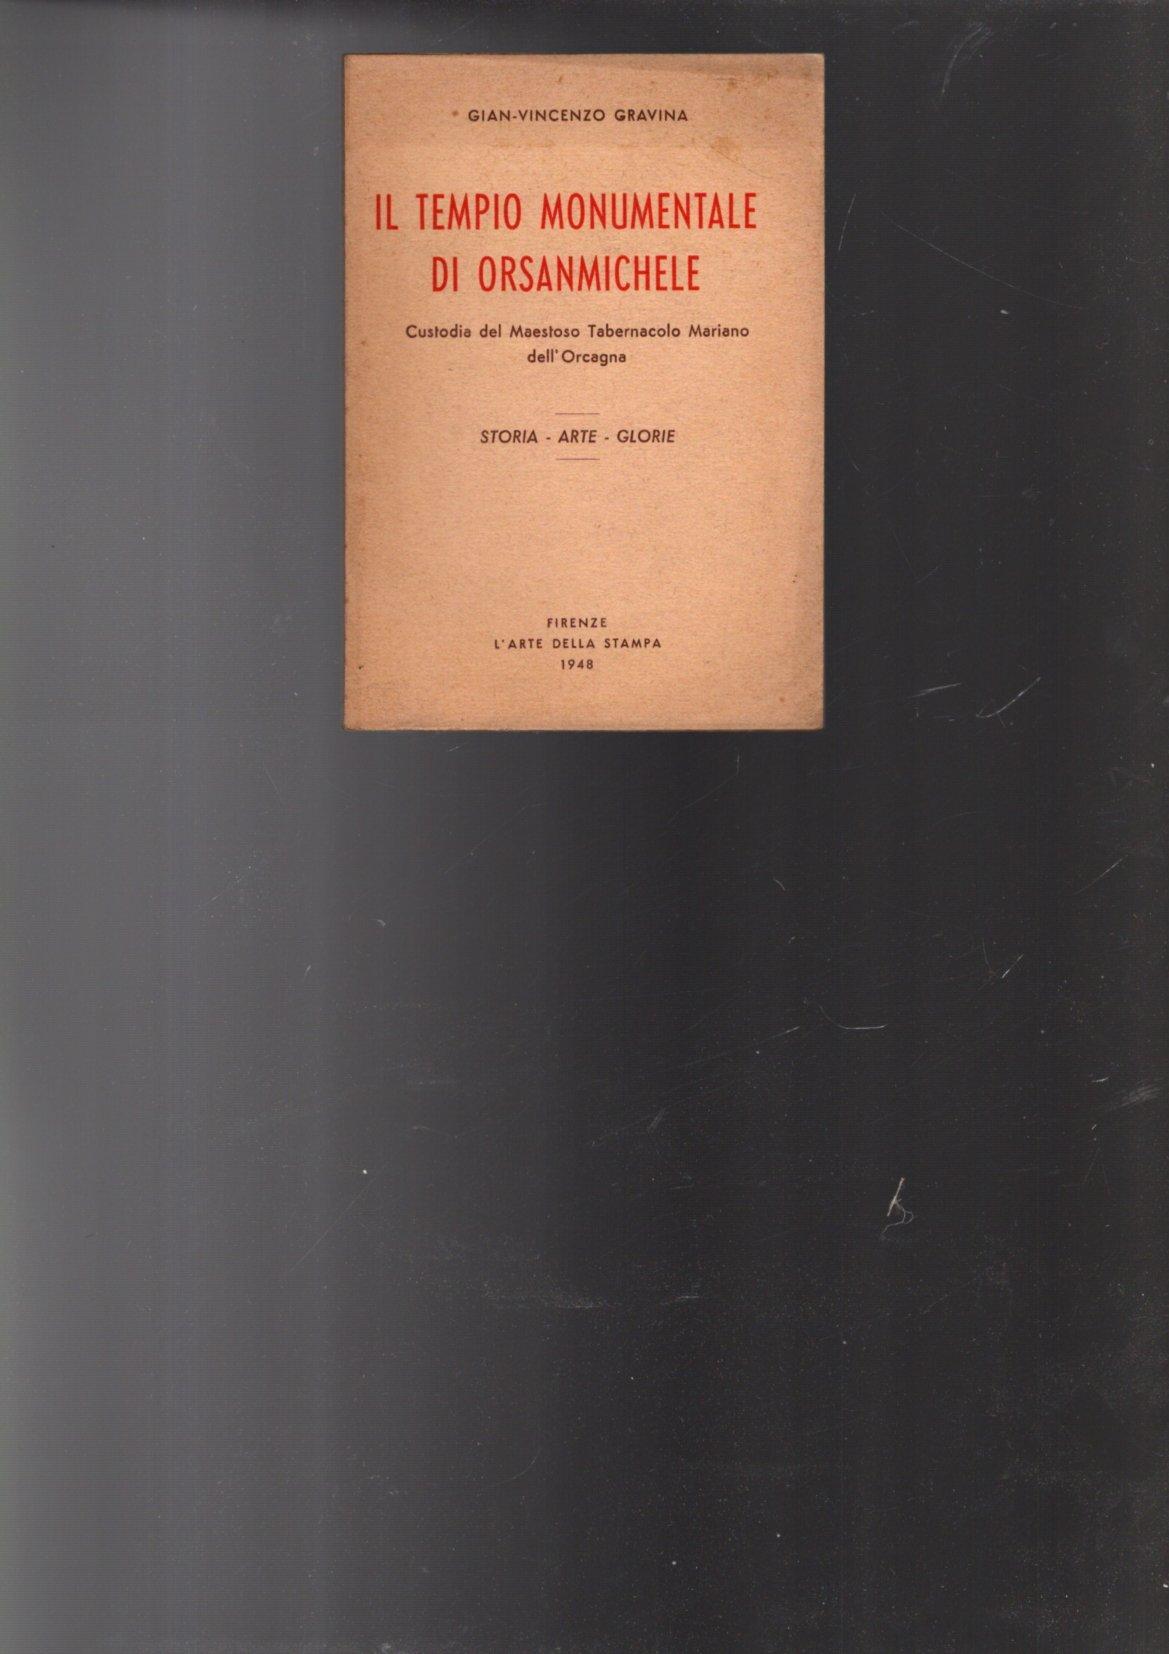 GIAN-VINCENZO GRAVINA
IL TEMPIO MONUMENTALE
DI ORSANMICHELE
Custodia del Maestoso Tabernacolo Mariano
dell'Orcagna
STORIA - ARTE - GLORIE
FIRENZE
L'ARTE DELLA STAMPA
1948